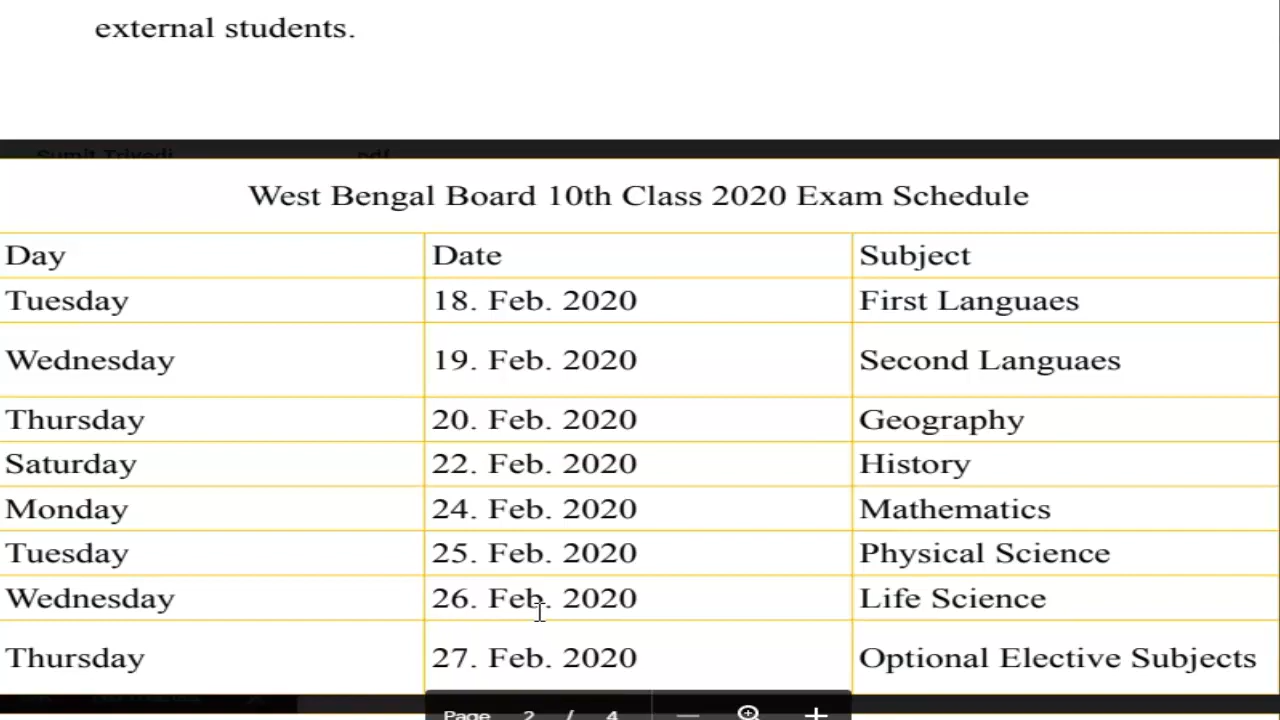 external students.
Sumit Trivedi pdf
West Bengal Board 10th Class 2020 Exam Schedule
Day Date Subject
Tuesday 18. Feb. 2020 First Languaes
Wednesday 19. Feb. 2020 Second Languaes
Thursday 20. Feb. 2020 Geography
Saturday 22. Feb. 2020 History
Monday 24. Feb. 2020 Mathematics
Tuesday 25. Feb. 2020 Physical Science
Wednesday 26. Feb. 2020 Life Science
Thursday 27. Feb. 2020 Optional Elective Subjects
Page 2 / 4